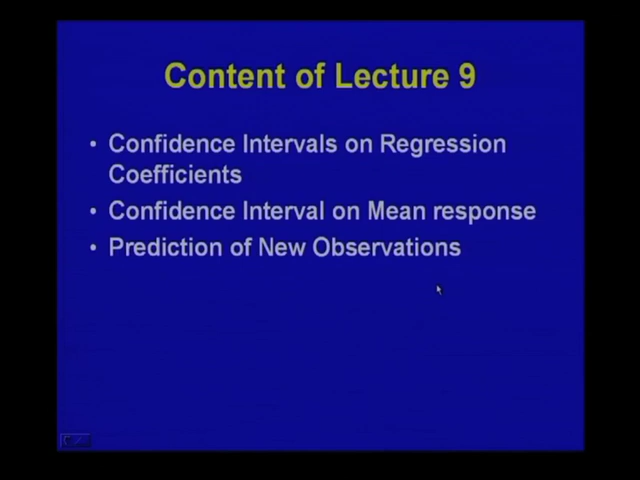 Content of Lecture 9
• Confidence Intervals on Regression
Coefficients
• Confidence Interval on Mean response
• Prediction of New Observations